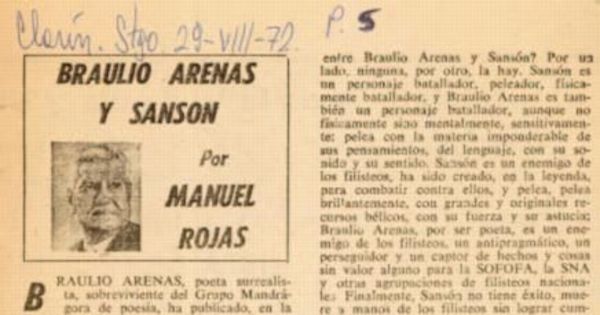 Clarín. Stgo. 29-VIII-72.
P. 5
BRAULIO ARENAS
Y SANSON
Por
MANUEL
ROJAS
BRAULIO ARENAS, poeta surrealis-
ta, sobreviviente del Grupo Mandrá-
gora de poesía, ha publicado, en la
entre Braulio Arenas y Sansón? Por un
lado, ninguna, por otro, la hay. Sansón es
un personaje batallador, peleador, física-
mente batallador, y Braulio Arenas es tam-
bién un personaje batallador, aunque no
físicamente sino mentalmente, sensitivamen-
te: pelea con la materia imponderable de
sus pensamientos, del lenguaje, con su so-
nido y su sentido. Sansón es un enemigo de
los filisteos, ha sido creado, en la leyenda,
para combatir contra ellos, y pelea, pelea
brillantemente, con grandes y originales re-
cursos bélicos, con su fuerza y su astucia;
Braulio Arenas, por ser poeta, es un ene-
migo de los filisteos, un antipragmático, un
perseguidor y un captor de hechos y cosas
sin valor alguno para la SOFOFA, la SNA
y otras agrupaciones de filisteos naciona-
les. Finalmente, Sansón no tiene éxito, mue-
re a manos de los filisteos sin lograr cum-